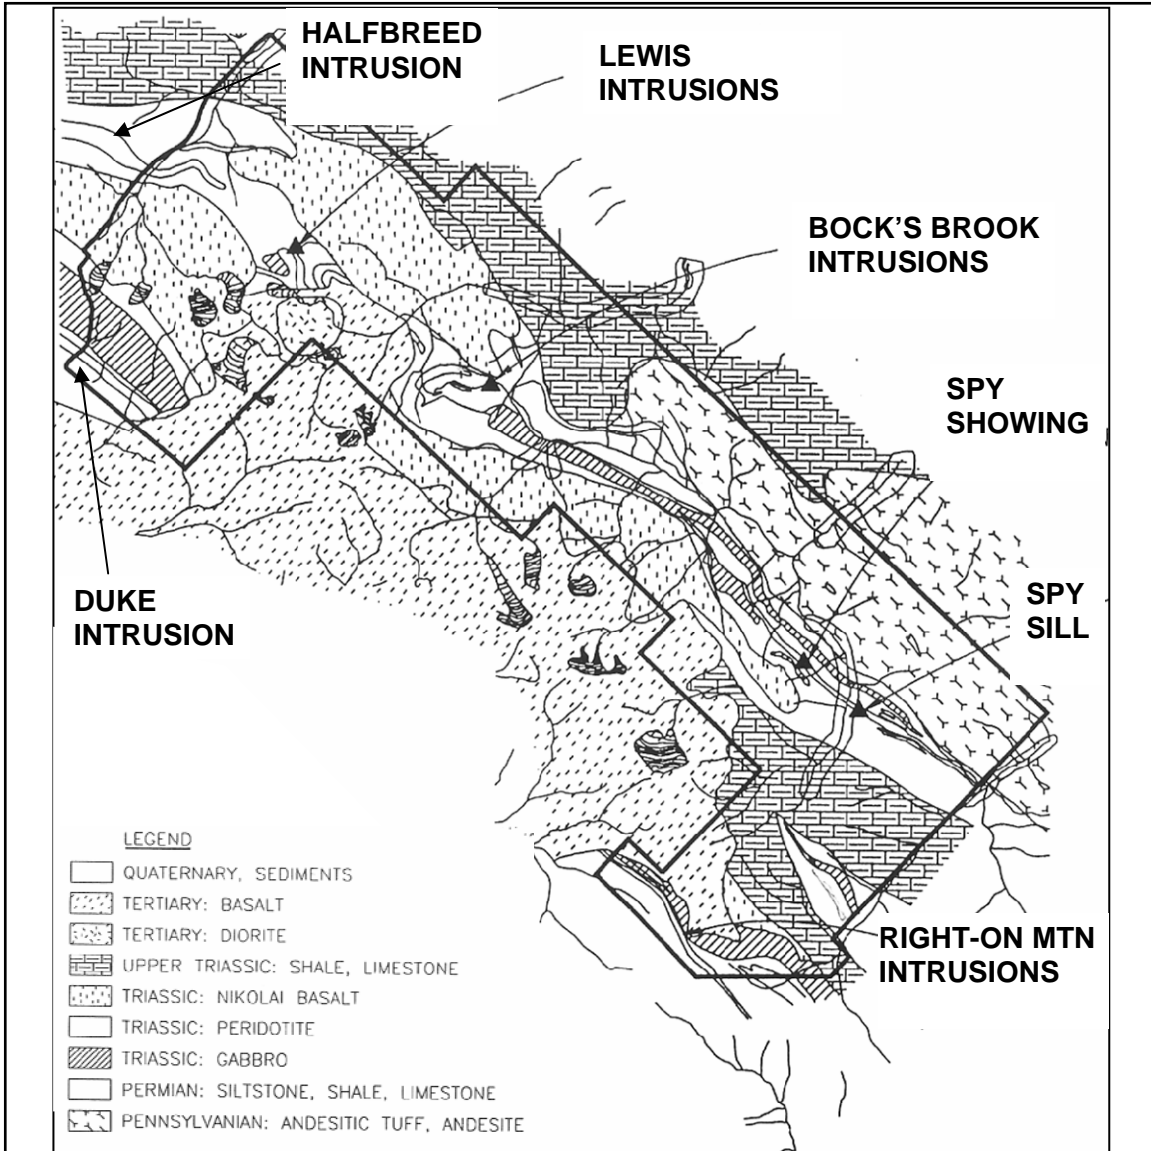 HALFBREED
INTRUSION
LEWIS
INTRUSIONS
BOCK'S BROOK
INTRUSIONS
SPY
SHOWING
DUKE
INTRUSION
SPY
SILL
RIGHT-ON MTN
INTRUSIONS
LEGEND
QUATERNARY, SEDIMENTS
TERTIARY: BASALT
TERTIARY: DIORITE
UPPER TRIASSIC: SHALE, LIMESTONE
TRIASSIC: NIKOLAI BASALT
TRIASSIC: PERIDOTITE
TRIASSIC: GABBRO
PERMIAN: SILTSTONE, SHALE, LIMESTONE
PENNSYLVANIAN: ANDESITIC TUFF, ANDESITE